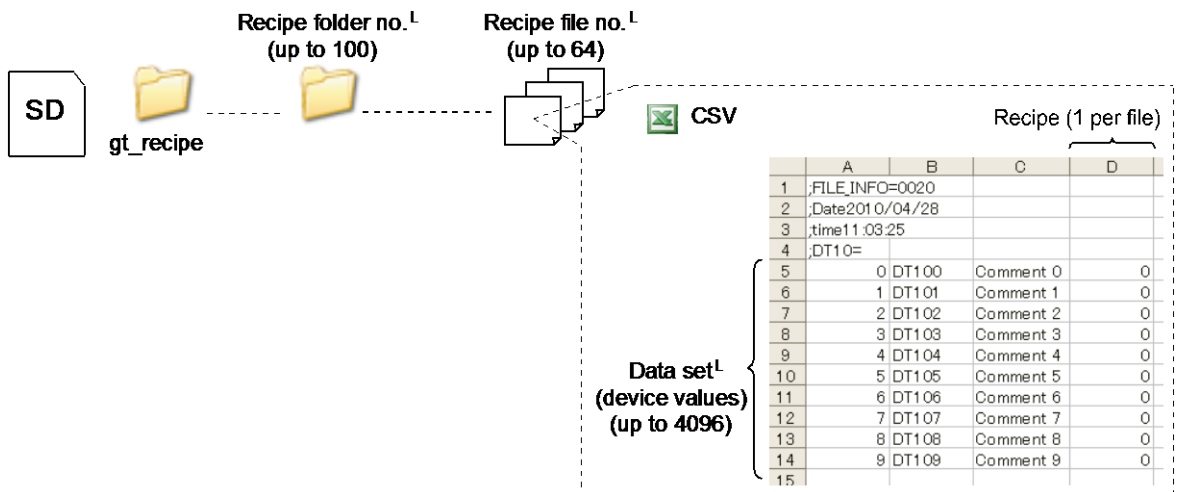 Recipe folder no.ᴸ
(up to 100)
Recipe file no.ᴸ
(up to 64)
SD
gt_recipe
CSV
Recipe (1 per file)
A B C D
1 ;FILE_INFO=0020
2 ;Date2010/04/28
3 ;time11:03:25
4 ;DT10=
5 0 DT100 Comment 0 0
6 1 DT101 Comment 1 0
7 2 DT102 Comment 2 0
8 3 DT103 Comment 3 0
9 4 DT104 Comment 4 0
10 5 DT105 Comment 5 0
11 6 DT106 Comment 6 0
12 7 DT107 Comment 7 0
13 8 DT108 Comment 8 0
14 9 DT109 Comment 9 0
15
Data setᴸ
(device values)
(up to 4096)